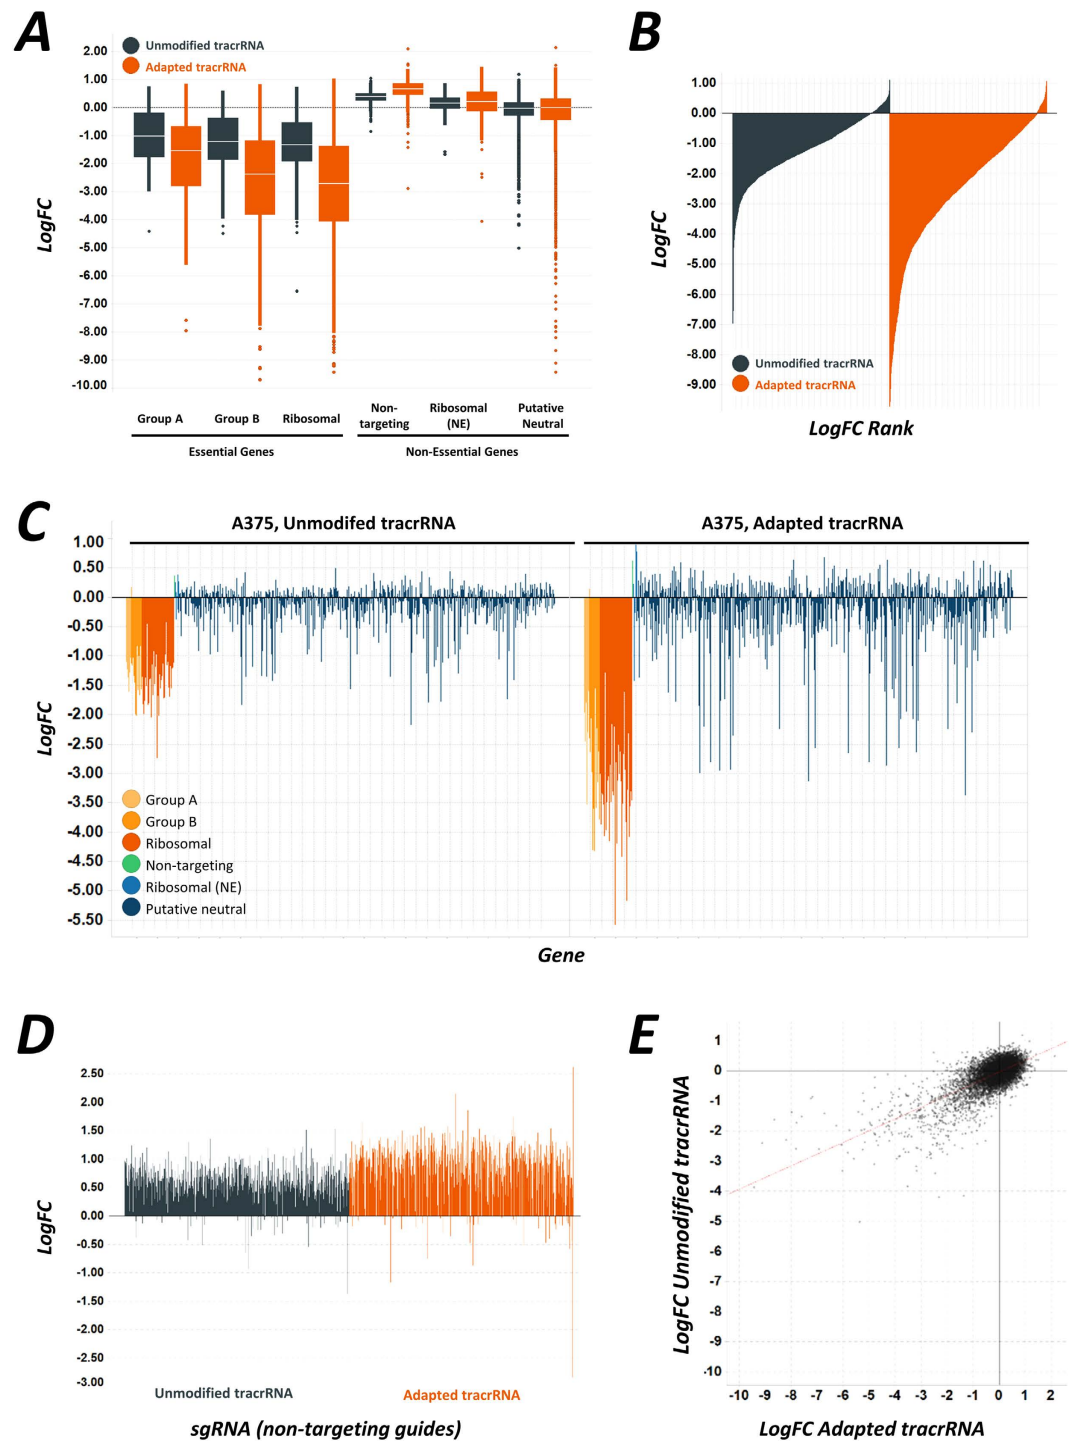 A
LogFC
2.00
1.00
0.00
-1.00
-2.00
-3.00
-4.00
-5.00
-6.00
-7.00
-8.00
-9.00
-10.00
Unmodified tracrRNA
Adapted tracrRNA
Group A
Group B
Ribosomal
Non-
targeting
Ribosomal
(NE)
Putative
Neutral
Essential Genes
Non-Essential Genes
B
LogFC
1.00
0.00
-1.00
-2.00
-3.00
-4.00
-5.00
-6.00
-7.00
-8.00
-9.00
Unmodified tracrRNA
Adapted tracrRNA
LogFC Rank
C
A375, Unmodifed tracrRNA
A375, Adapted tracrRNA
LogFC
1.00
0.50
0.00
-0.50
-1.00
-1.50
-2.00
-2.50
-3.00
-3.50
-4.00
-4.50
-5.00
-5.50
Group A
Group B
Ribosomal
Non-targeting
Ribosomal (NE)
Putative neutral
Gene
D
LogFC
2.50
2.00
1.50
1.00
0.50
0.00
-0.50
-1.00
-1.50
-2.00
-2.50
-3.00
Unmodified tracrRNA
Adapted tracrRNA
sgRNA (non-targeting guides)
E
LogFC Unmodified tracrRNA
1
0
-1
-2
-3
-4
-5
-6
-7
-8
-9
-10
-10 -9 -8 -7 -6 -5 -4 -3 -2 -1 0 1 2
LogFC Adapted tracrRNA